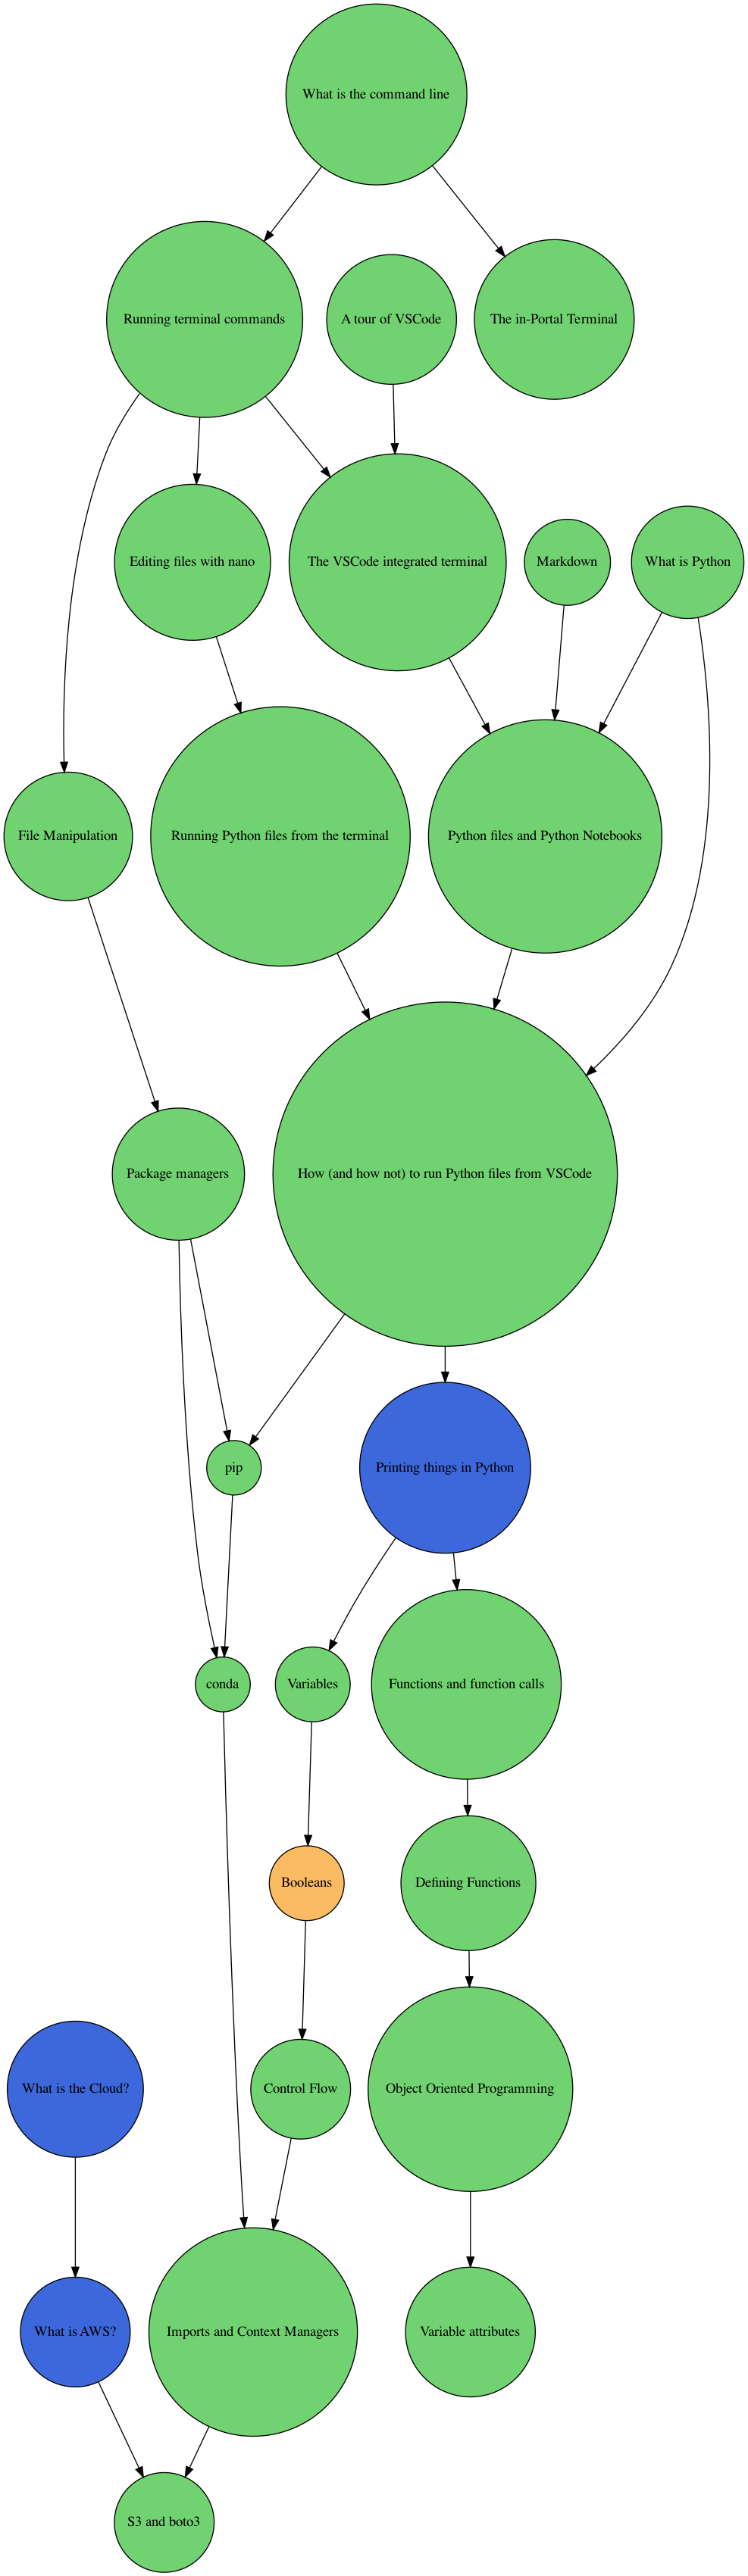 What is the command line
Running terminal commands
A tour of VSCode
The in-Portal Terminal
Editing files with nano
The VSCode integrated terminal
Markdown
What is Python
File Manipulation
Running Python files from the terminal
Python files and Python Notebooks
Package managers
How (and how not) to run Python files from VSCode
pip
Printing things in Python
conda
Variables
Functions and function calls
Booleans
Defining Functions
What is the Cloud?
Control Flow
Object Oriented Programming
What is AWS?
Imports and Context Managers
Variable attributes
S3 and boto3